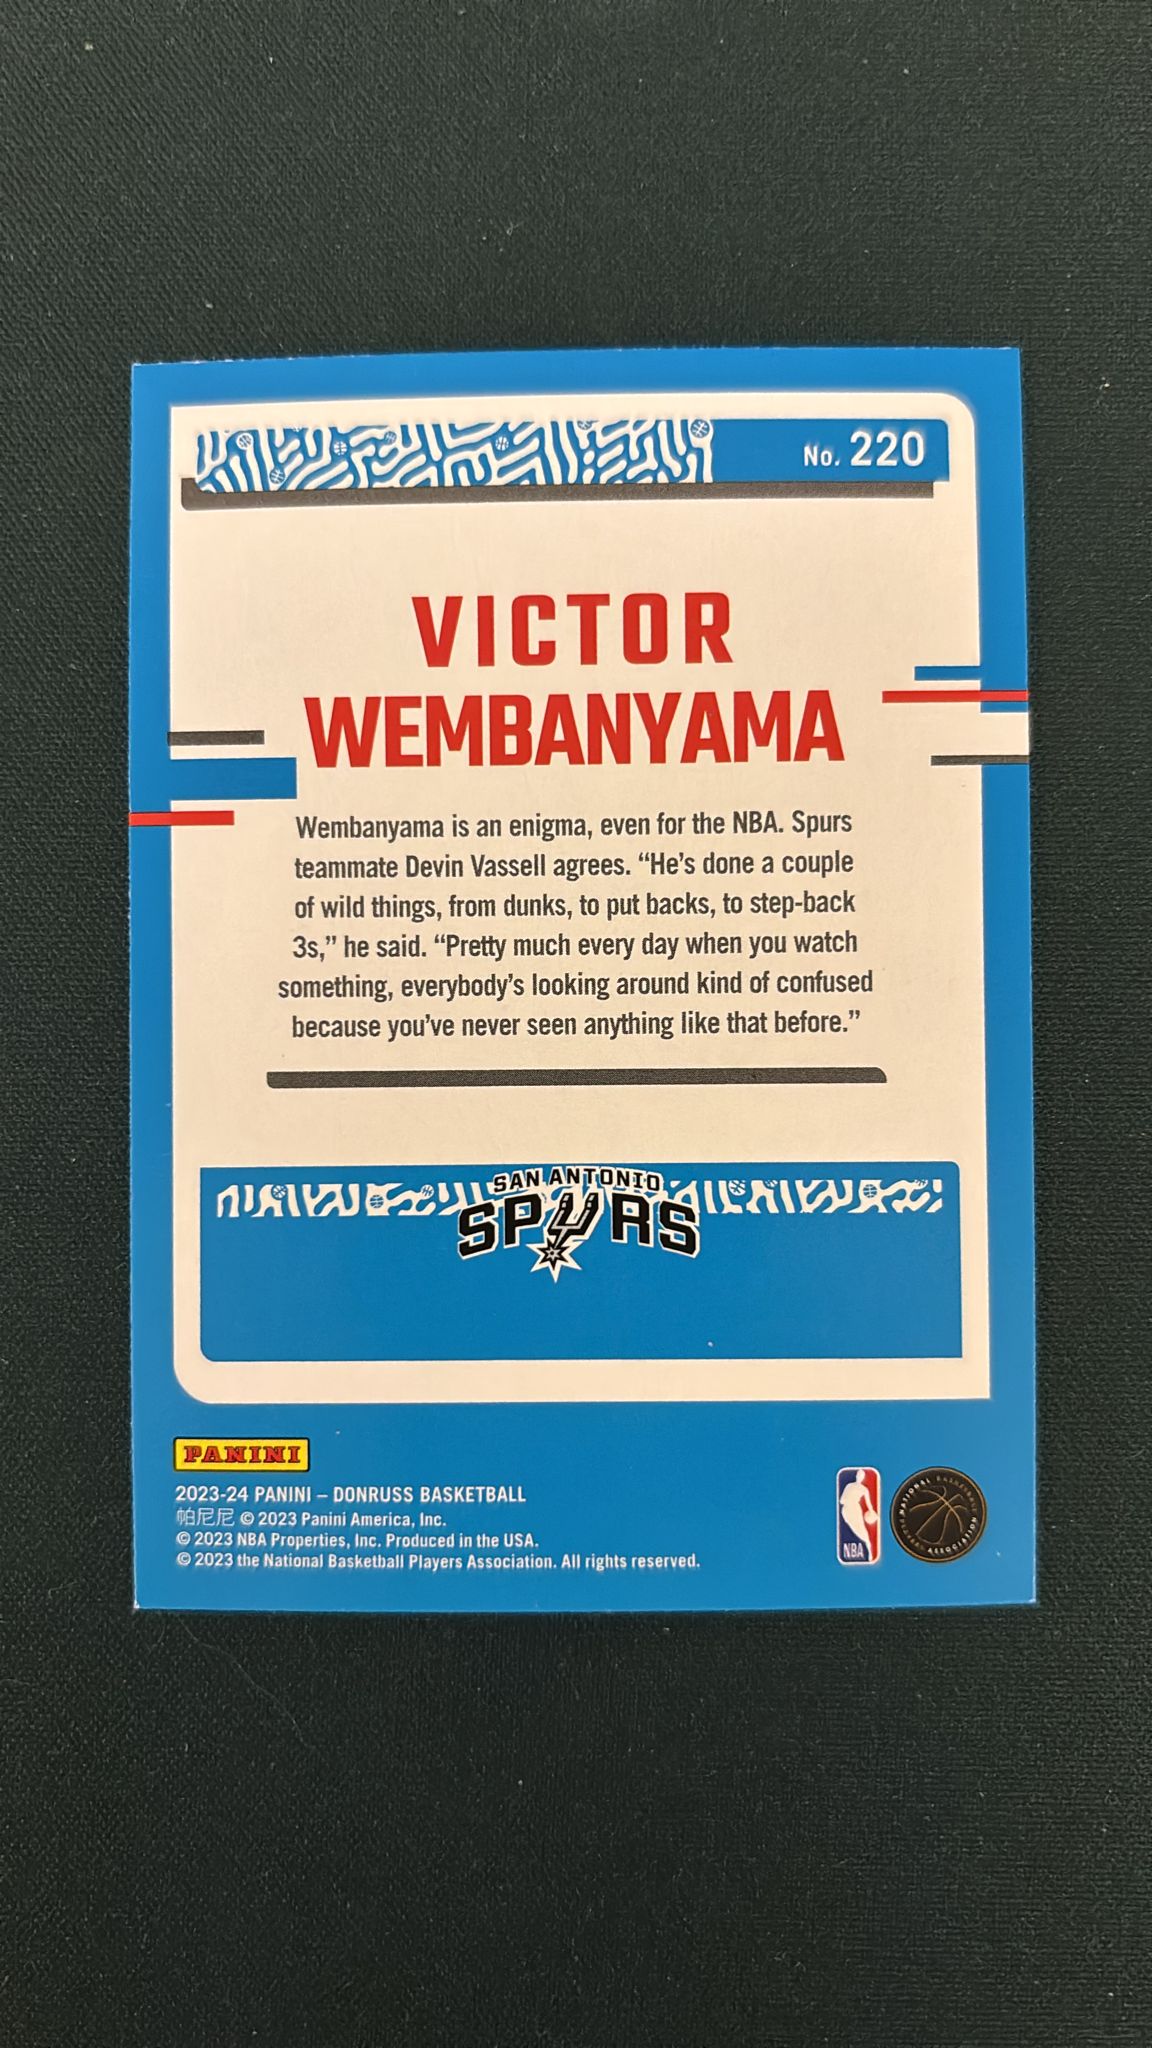 No. 220
VICTOR
WEMBANYAMA
Wembanyama is an enigma, even for the NBA. Spurs
teammate Devin Vassell agrees. “He’s done a couple
of wild things, from dunks, to put backs, to step-back
3s,” he said. “Pretty much every day when you watch
something, everybody’s looking around kind of confused
because you’ve never seen anything like that before.”
SAN ANTONIO
SPURS
PANINI
2023-24 PANINI – DONRUSS BASKETBALL
帕尼尼 © 2023 Panini America, Inc.
© 2023 NBA Properties, Inc. Produced in the USA.
© 2023 the National Basketball Players Association. All rights reserved.
NBA
NATIONAL BASKETBALL PLAYERS ASSOCIATION